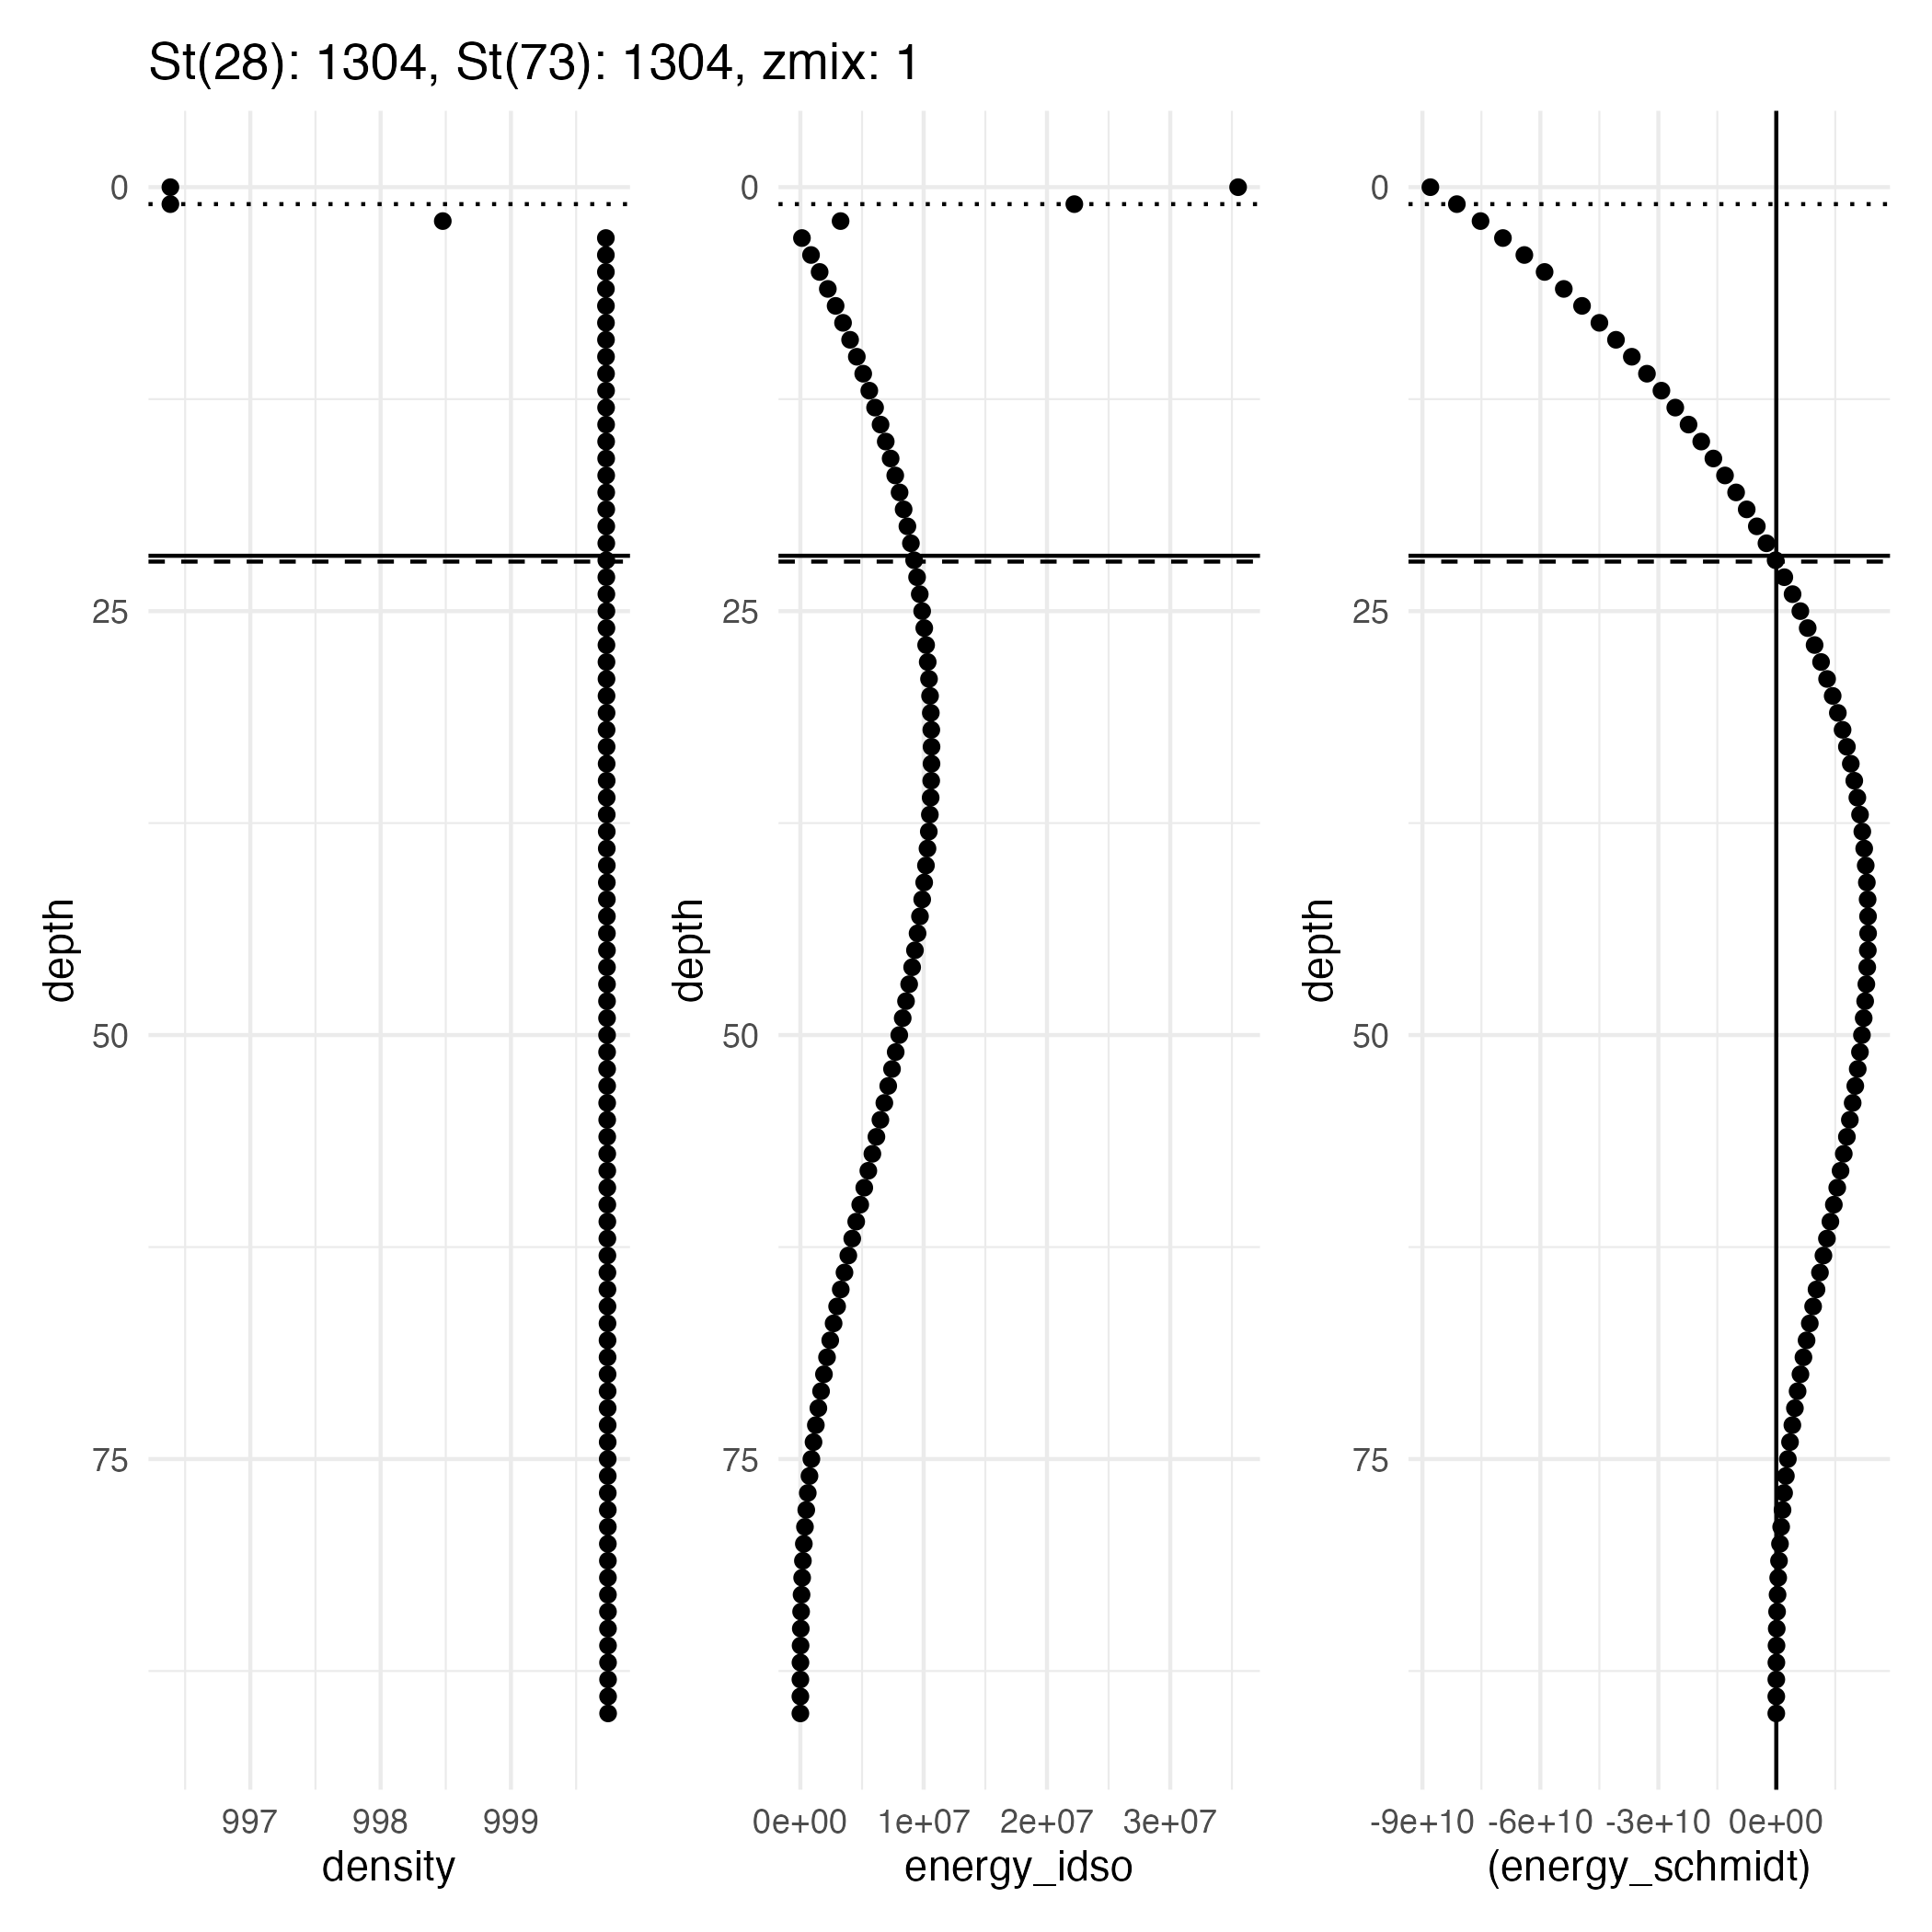 St(28): 1304, St(73): 1304, zmix: 1
0
25
50
75
depth
997 998 999
density
0
25
50
75
depth
0e+00 1e+07 2e+07 3e+07
energy_idso
0
25
50
75
depth
-9e+10 -6e+10 -3e+10 0e+00
(energy_schmidt)